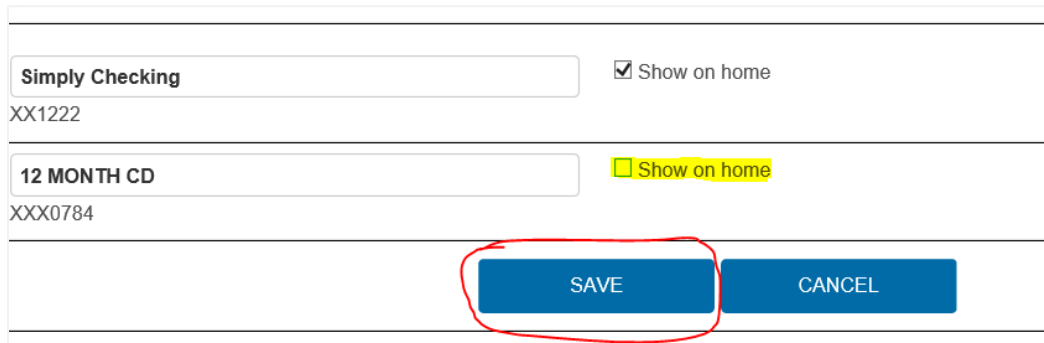 Simply Checking
Show on home
XX1222
12 MONTH CD
Show on home
XXX0784
SAVE
CANCEL